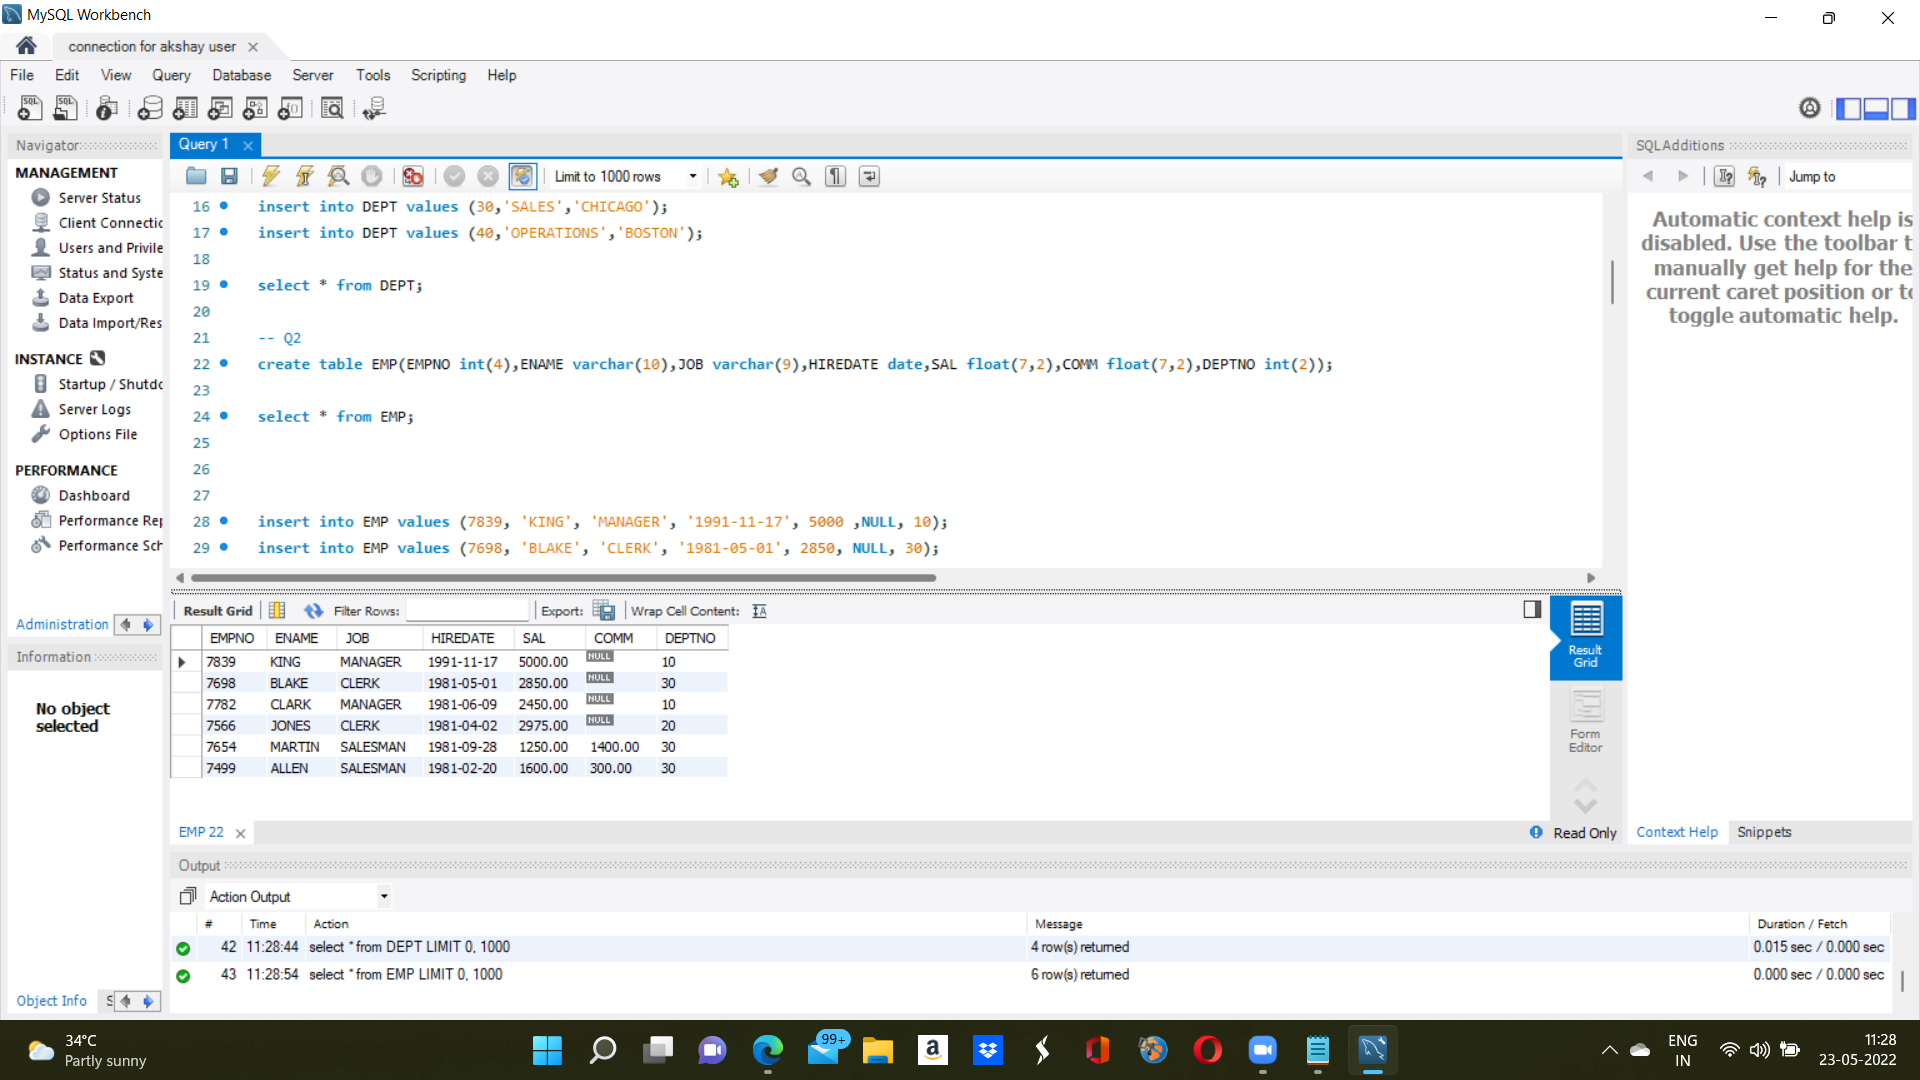 MySQL Workbench
connection for akshay user
File Edit View Query Database Server Tools Scripting Help
Navigator
MANAGEMENT
Server Status
Client Connectio
Users and Privile
Status and Syste
Data Export
Data Import/Res
INSTANCE
Startup / Shutdo
Server Logs
Options File
PERFORMANCE
Dashboard
Performance Rep
Performance Sch
Administration
Information
No object
selected
Object Info S
Query 1
Limit to 1000 rows
16 insert into DEPT values (30,'SALES','CHICAGO');
17 insert into DEPT values (40,'OPERATIONS','BOSTON');
18
19 select * from DEPT;
20
21 -- Q2
22 create table EMP(EMPNO int(4),ENAME varchar(10),JOB varchar(9),HIREDATE date,SAL float(7,2),COMM float(7,2),DEPTNO int(2));
23
24 select * from EMP;
25
26
27
28 insert into EMP values (7839, 'KING', 'MANAGER', '1991-11-17', 5000 ,NULL, 10);
29 insert into EMP values (7698, 'BLAKE', 'CLERK', '1981-05-01', 2850, NULL, 30);
Result Grid Filter Rows: Export: Wrap Cell Content:
EMPNO ENAME JOB HIREDATE SAL COMM DEPTNO
7839 KING MANAGER 1991-11-17 5000.00 NULL 10
7698 BLAKE CLERK 1981-05-01 2850.00 NULL 30
7782 CLARK MANAGER 1981-06-09 2450.00 NULL 10
7566 JONES CLERK 1981-04-02 2975.00 NULL 20
7654 MARTIN SALESMAN 1981-09-28 1250.00 1400.00 30
7499 ALLEN SALESMAN 1981-02-20 1600.00 300.00 30
Result
Grid
Form
Editor
EMP 22
Read Only
SQLAdditions
Jump to
Automatic context help is
disabled. Use the toolbar t
manually get help for the
current caret position or to
toggle automatic help.
Context Help Snippets
Output
Action Output
# Time Action Message Duration / Fetch
42 11:28:44 select * from DEPT LIMIT 0, 1000 4 row(s) returned 0.015 sec / 0.000 sec
43 11:28:54 select * from EMP LIMIT 0, 1000 6 row(s) returned 0.000 sec / 0.000 sec
34°C
Partly sunny
99+
ENG
IN
11:28
23-05-2022